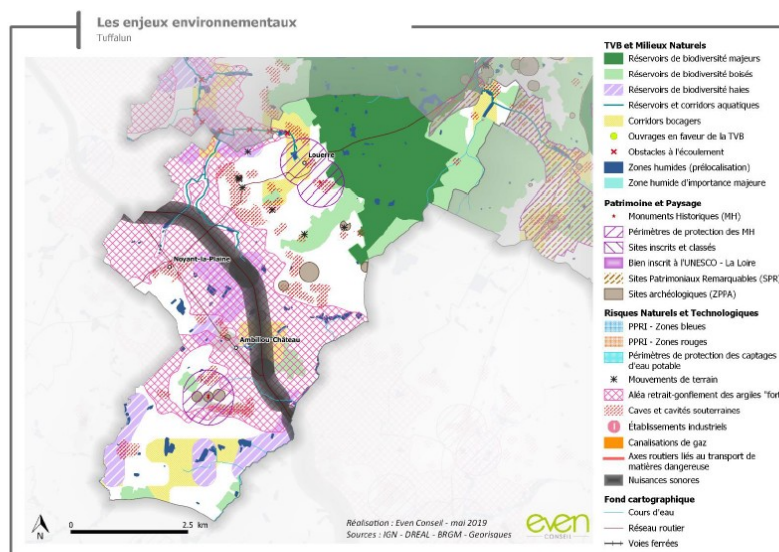 Les enjeux environnementaux
Tuffalun
Louerre
Noyant-la-Plaine
Ambillou-Château
N
0
2.5
km
Réalisation : Even Conseil - mai 2019
Sources : IGN - DREAL - BRGM - Georisques
even
CONSEIL
TVB et Milieux Naturels
Réservoirs de biodiversité majeurs
Réservoirs de biodiversité boisés
Réservoirs de biodiversité haies
Réservoirs et corridors aquatiques
Corridors bocagers
Ouvrages en faveur de la TVB
Obstacles à l'écoulement
Zones humides (prélocalisation)
Zone humide d'importance majeure
Patrimoine et Paysage
Monuments Historiques (MH)
Périmètres de protection des MH
Sites inscrits et classés
Bien inscrit à l'UNESCO - La Loire
Sites Patrimoniaux Remarquables (SPR)
Sites archéologiques (ZPPA)
Risques Naturels et Technologiques
PPRI - Zones bleues
PPRI - Zones rouges
Périmètres de protection des captages
d'eau potable
Mouvements de terrain
Aléa retrait-gonflement des argiles "fort
Caves et cavités souterraines
Établissements industriels
Canalisations de gaz
Axes routiers liés au transport de
matières dangereuse
Nuisances sonores
Fond cartographique
Cours d'eau
Réseau routier
Voies ferrées